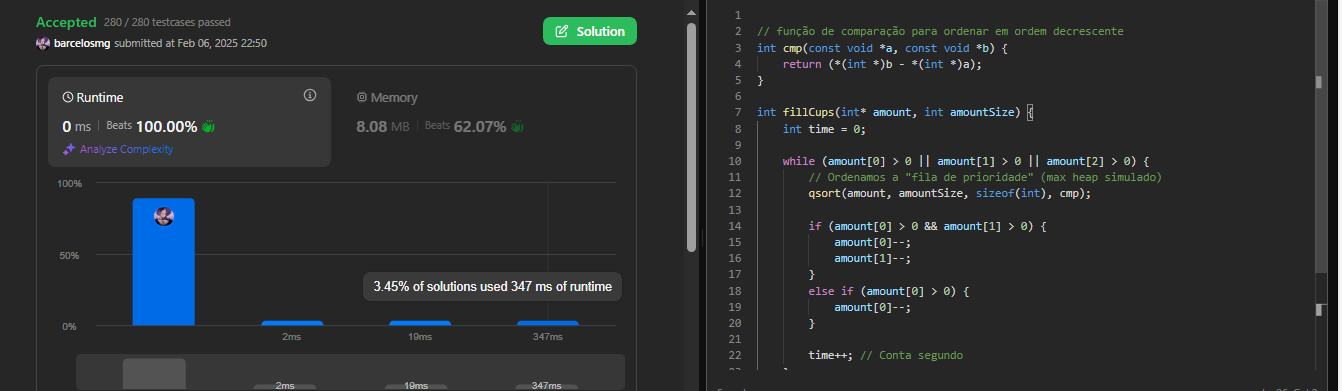 Accepted 280 / 280 testcases passed
barcelosmg submitted at Feb 06, 2025 22:50
Solution
Runtime
0 ms Beats 100.00%
Analyze Complexity
Memory
8.08 MB Beats 62.07%
100%
50%
0%
3.45% of solutions used 347 ms of runtime
2ms 19ms 347ms
2ms 19ms 347ms
1
2 // função de comparação para ordenar em ordem decrescente
3 int cmp(const void *a, const void *b) {
4 return (*(int *)b - *(int *)a);
5 }
6
7 int fillCups(int* amount, int amountSize) {
8 int time = 0;
9
10 while (amount[0] > 0 || amount[1] > 0 || amount[2] > 0) {
11 // Ordenamos a "fila de prioridade" (max heap simulado)
12 qsort(amount, amountSize, sizeof(int), cmp);
13
14 if (amount[0] > 0 && amount[1] > 0) {
15 amount[0]--;
16 amount[1]--;
17 }
18 else if (amount[0] > 0) {
19 amount[0]--;
20 }
21
22 time++; // Conta segundo